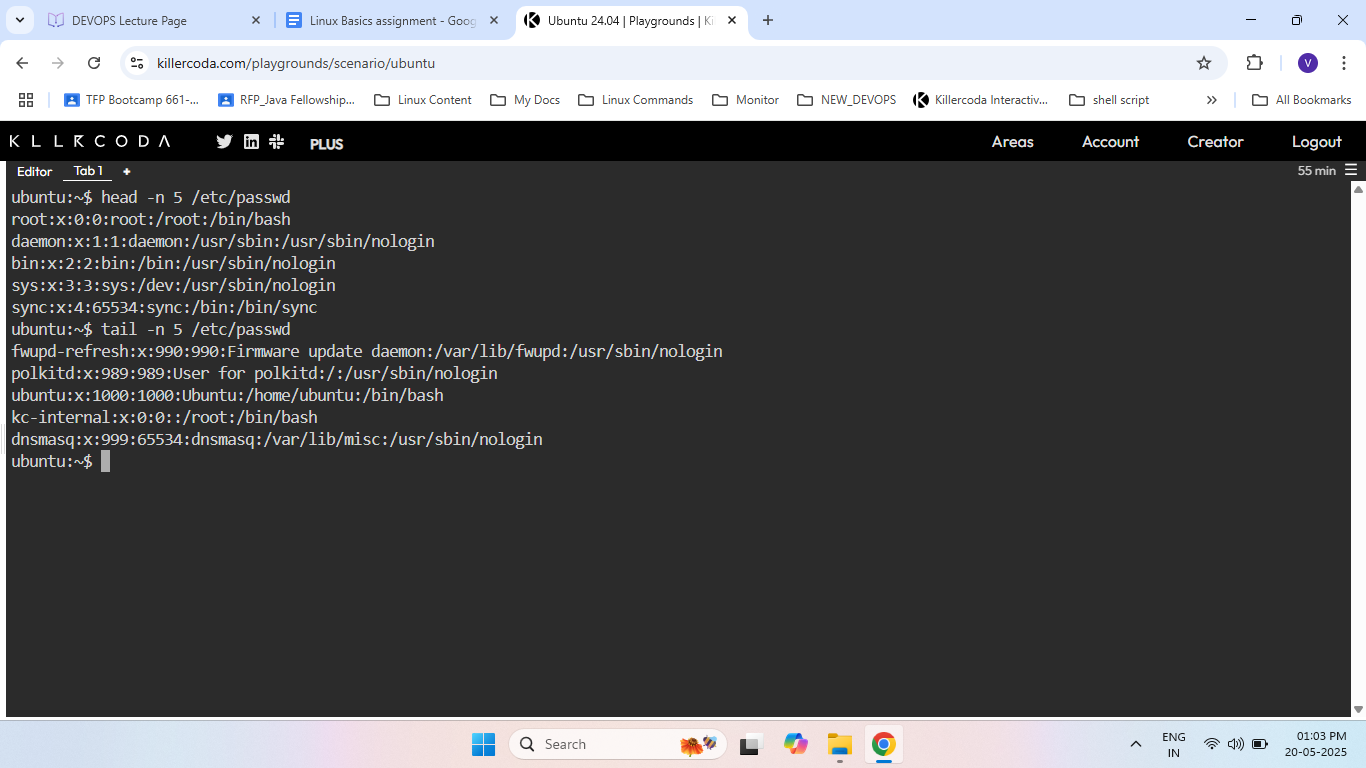 DEVOPS Lecture Page
Linux Basics assignment - Goog
Ubuntu 24.04 | Playgrounds | Ki
killercoda.com/playgrounds/scenario/ubuntu
V
TFP Bootcamp 661-...
RFP_Java Fellowship...
Linux Content
My Docs
Linux Commands
Monitor
NEW_DEVOPS
Killercoda Interactiv...
shell script
All Bookmarks
KLLRCODA
PLUS
Areas
Account
Creator
Logout
Editor
Tab 1
+
55 min
ubuntu:~$ head -n 5 /etc/passwd
root:x:0:0:root:/root:/bin/bash
daemon:x:1:1:daemon:/usr/sbin:/usr/sbin/nologin
bin:x:2:2:bin:/bin:/usr/sbin/nologin
sys:x:3:3:sys:/dev:/usr/sbin/nologin
sync:x:4:65534:sync:/bin:/bin/sync
ubuntu:~$ tail -n 5 /etc/passwd
fwupd-refresh:x:990:990:Firmware update daemon:/var/lib/fwupd:/usr/sbin/nologin
polkitd:x:989:989:User for polkitd:/:/usr/sbin/nologin
ubuntu:x:1000:1000:Ubuntu:/home/ubuntu:/bin/bash
kc-internal:x:0:0::/root:/bin/bash
dnsmasq:x:999:65534:dnsmasq:/var/lib/misc:/usr/sbin/nologin
ubuntu:~$
Search
ENG
IN
01:03 PM
20-05-2025